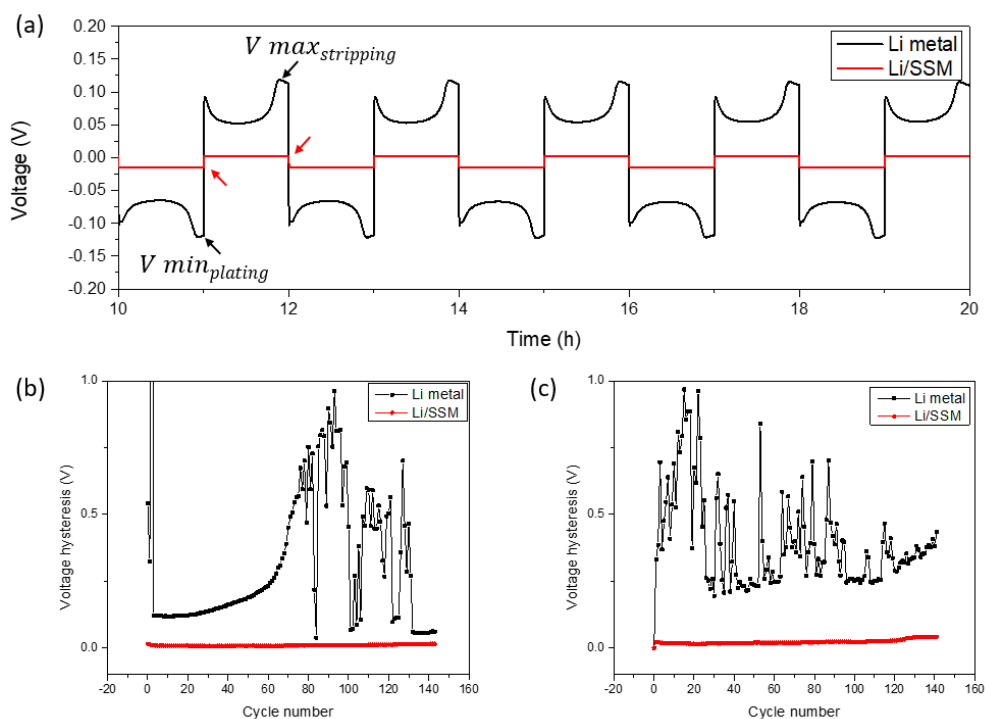 (a)
0.20
0.15
0.10
0.05
0.00
-0.05
-0.10
-0.15
-0.20
Voltage (V)
V max stripping
V min plating
Li metal
Li/SSM
10
12
14
16
18
20
Time (h)
(b)
1.0
0.5
0.0
Voltage hysteresis (V)
Li metal
Li/SSM
-20
0
20
40
60
80
100
120
140
160
Cycle number
(c)
1.0
0.5
0.0
Voltage hysteresis (V)
Li metal
Li/SSM
-20
0
20
40
60
80
100
120
140
160
Cycle number